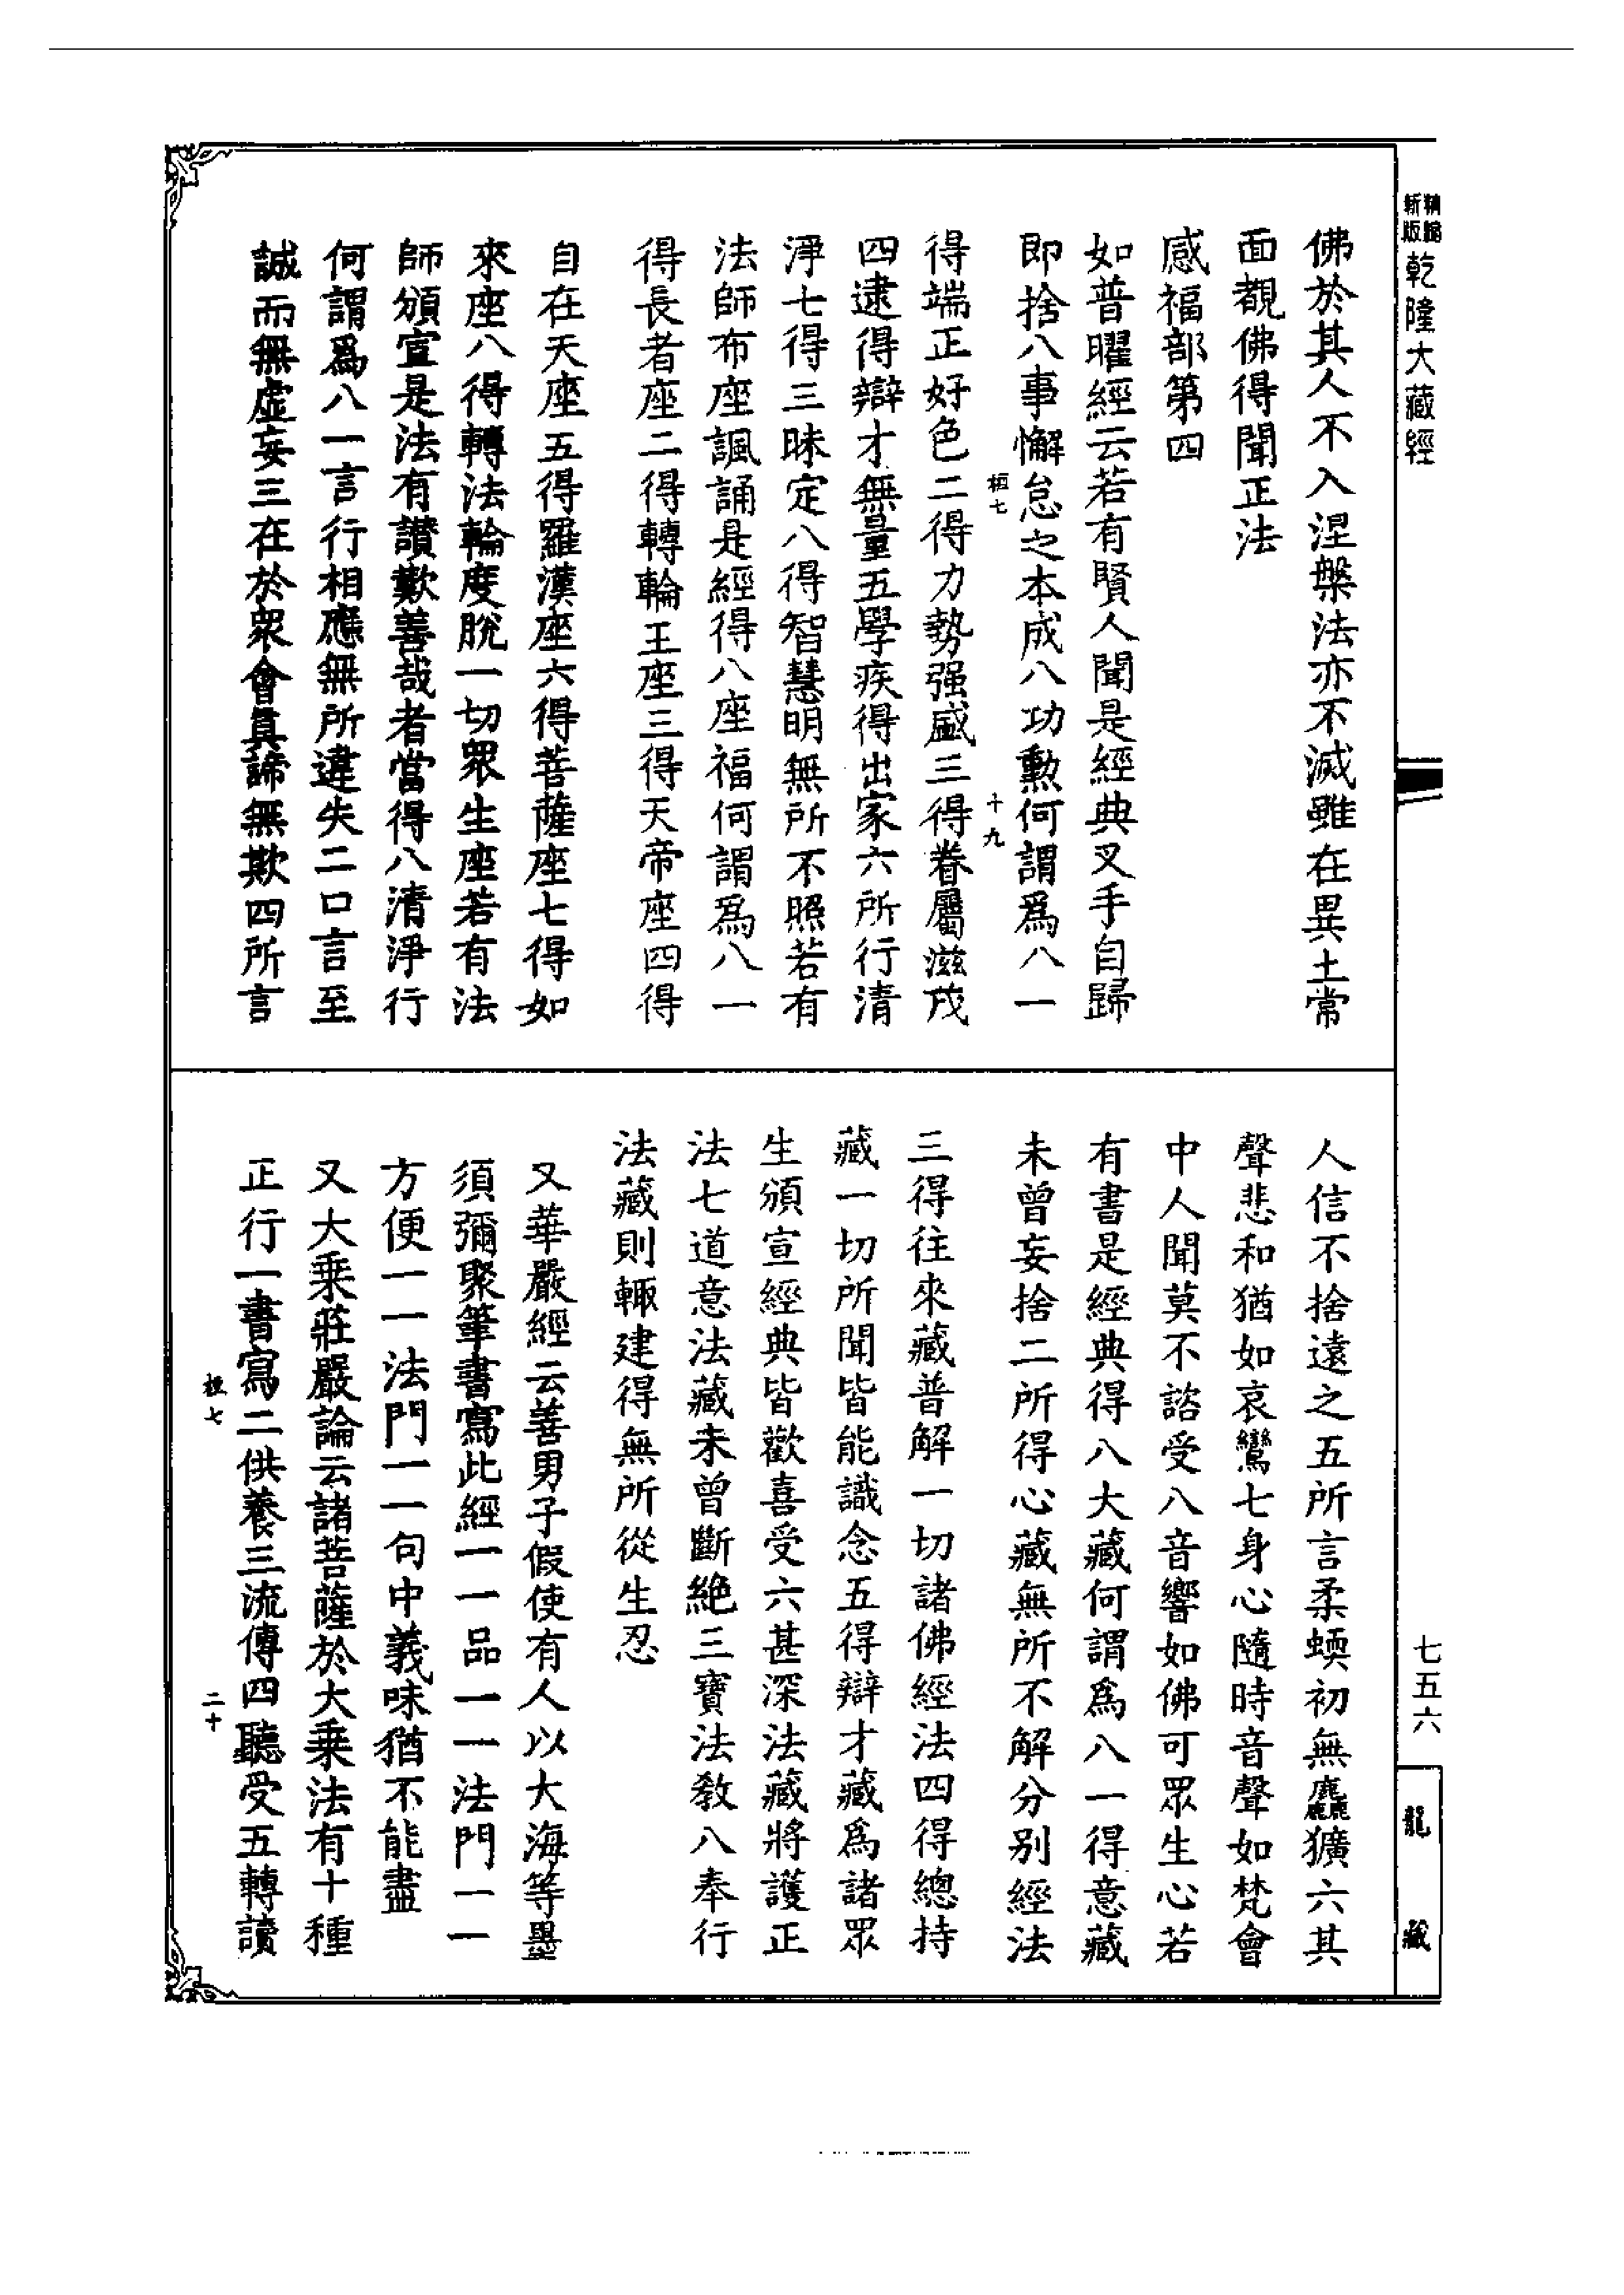 精縮新版乾隆大藏經
佛於其人不入涅槃法亦不滅雖在異土常
面覩佛得聞正法
感福部第四
如普曜經云若有賢人聞是經典叉手自歸
即捨八事懈怠之本成八功勲何謂爲八一
桓七
十九
得端正好色二得力勢强盛三得眷屬滋茂
四逮得辯才無量五學疾得出家六所行清
淨七得三昧定八得智慧明無所不照若有
法師布座諷誦是經得八座福何謂爲八一
得長者座二得轉輪王座三得天帝座四得
自在天座五得羅漢座六得菩薩座七得如
來座八得轉法輪度脫一切衆生座若有法
師頒宣是法有讃歎善哉者當得八清淨行
何謂爲八一言行相應無所違失二口言至
誠而無虛妄三在於衆會真諦無欺四所言
人信不捨遠之五所言柔輭初無麤獷六其
聲悲和猶如哀鸞七身心隨時音聲如梵會
中人聞莫不諮受八音響如佛可眾生心若
有書是經典得八大藏何謂爲八一得意藏
未曾妄捨二所得心藏無所不解分別經法
三得往來藏普解一切諸佛經法四得總持
藏一切所聞皆能識念五得辯才藏爲諸眾
生頒宣經典皆歡喜受六甚深法藏將護正
法七道意法藏未曾斷絶三寶法教八奉行
法藏則輙建得無所從生忍
又華嚴經云善男子假使有人以大海等墨
須彌聚筆書寫此經一一品一一法門一一
方便一一法門一一句中義味猶不能盡
又大乗莊嚴論云諸菩薩於大乗法有十種
正行一書寫二供養三流傳四聽受五轉讀
桓七
二十
七五六
龍藏